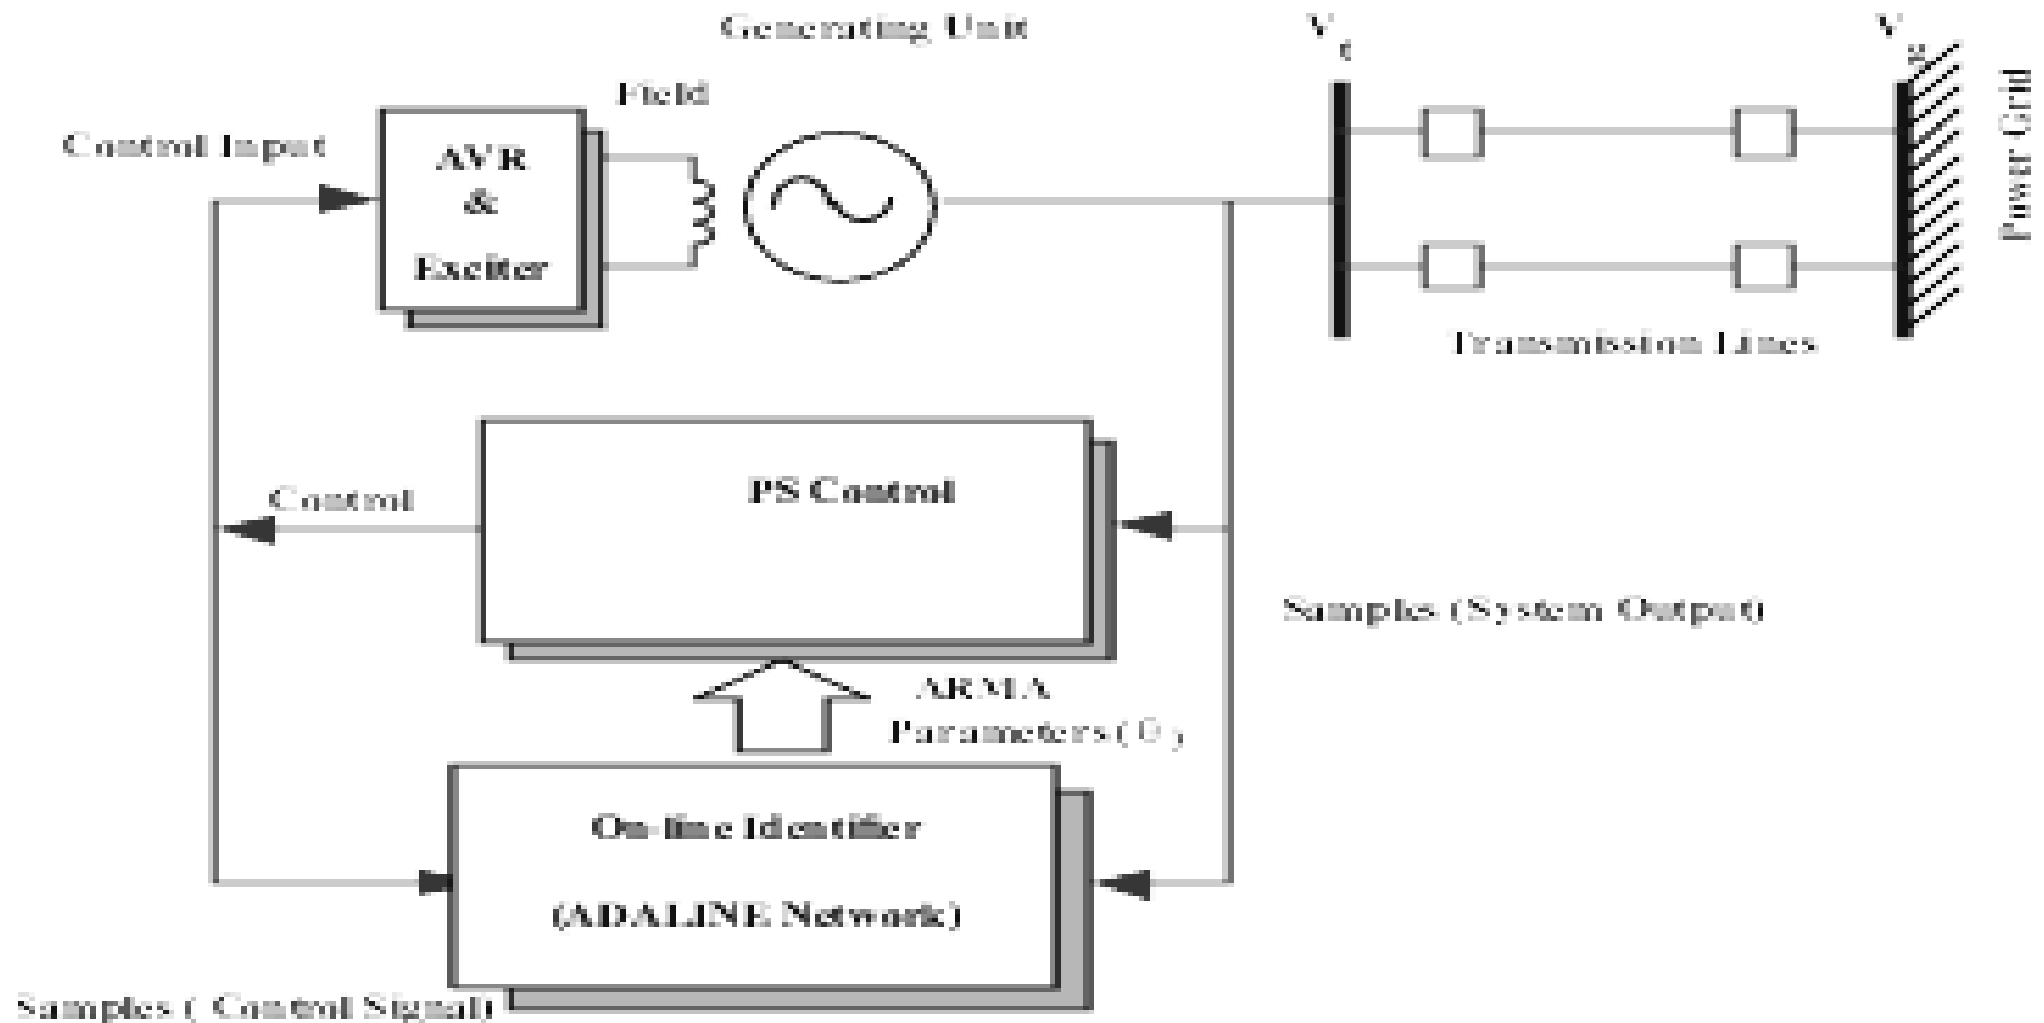 Generating Unit
V t
V g
Field
Power Grid
Control Input
AVR
&
Exciter
Transmission Lines
PS Control
Control
Samples (System Output)
ARMA
Parameters (
On-line Identifier
(ADALINE Network)
Samples ( Control Signal)